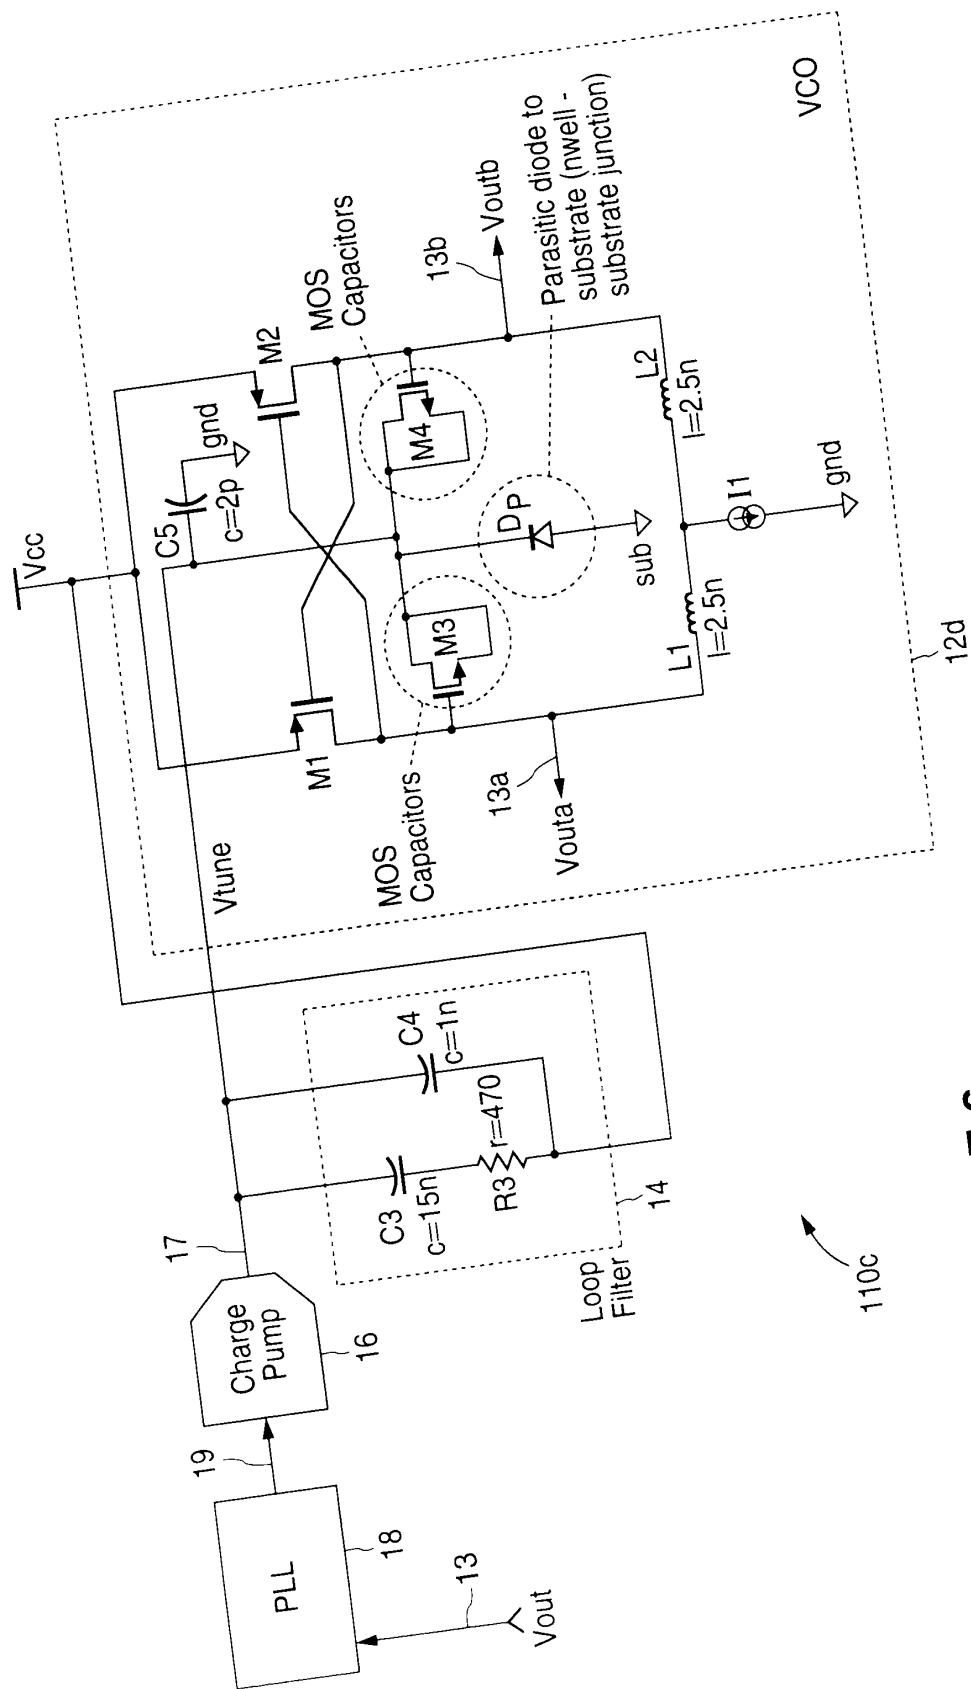 Vcc
VCO
Vtune
C5
c=2p
gnd
M1
M2
MOS
Capacitors
M3
MOS
Capacitors
M4
13a
Vouta
13b
Voutb
DP
sub
Parasitic diode to
substrate (nwell -
substrate junction)
L1
l=2.5n
L2
l=2.5n
I1
gnd
12d
PLL
18
13
Vout
19
Charge
Pump
16
17
C3
c=15n
R3
r=470
C4
c=1n
Loop
Filter
14
110c